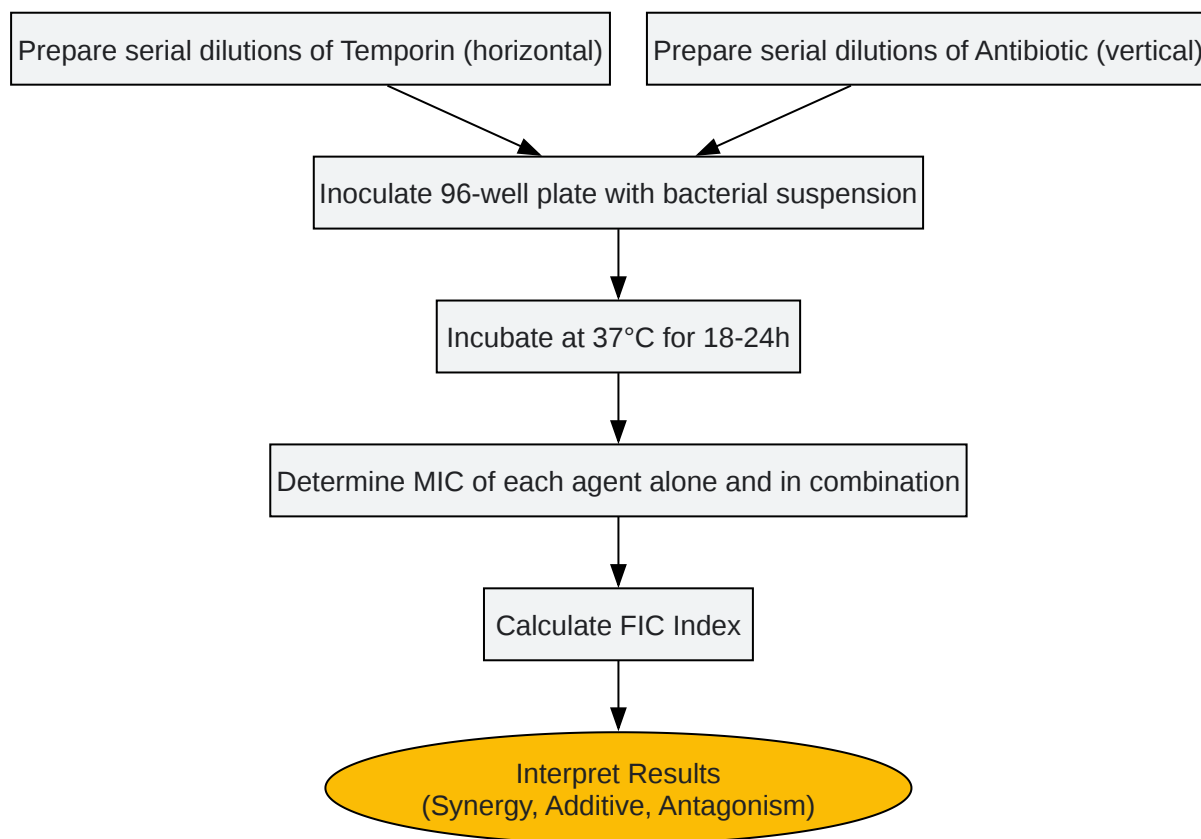 Prepare serial dilutions of Temporin (horizontal)
Prepare serial dilutions of Antibiotic (vertical)
Inoculate 96-well plate with bacterial suspension
Incubate at 37°C for 18-24h
Determine MIC of each agent alone and in combination
Calculate FIC Index
Interpret Results
(Synergy, Additive, Antagonism)